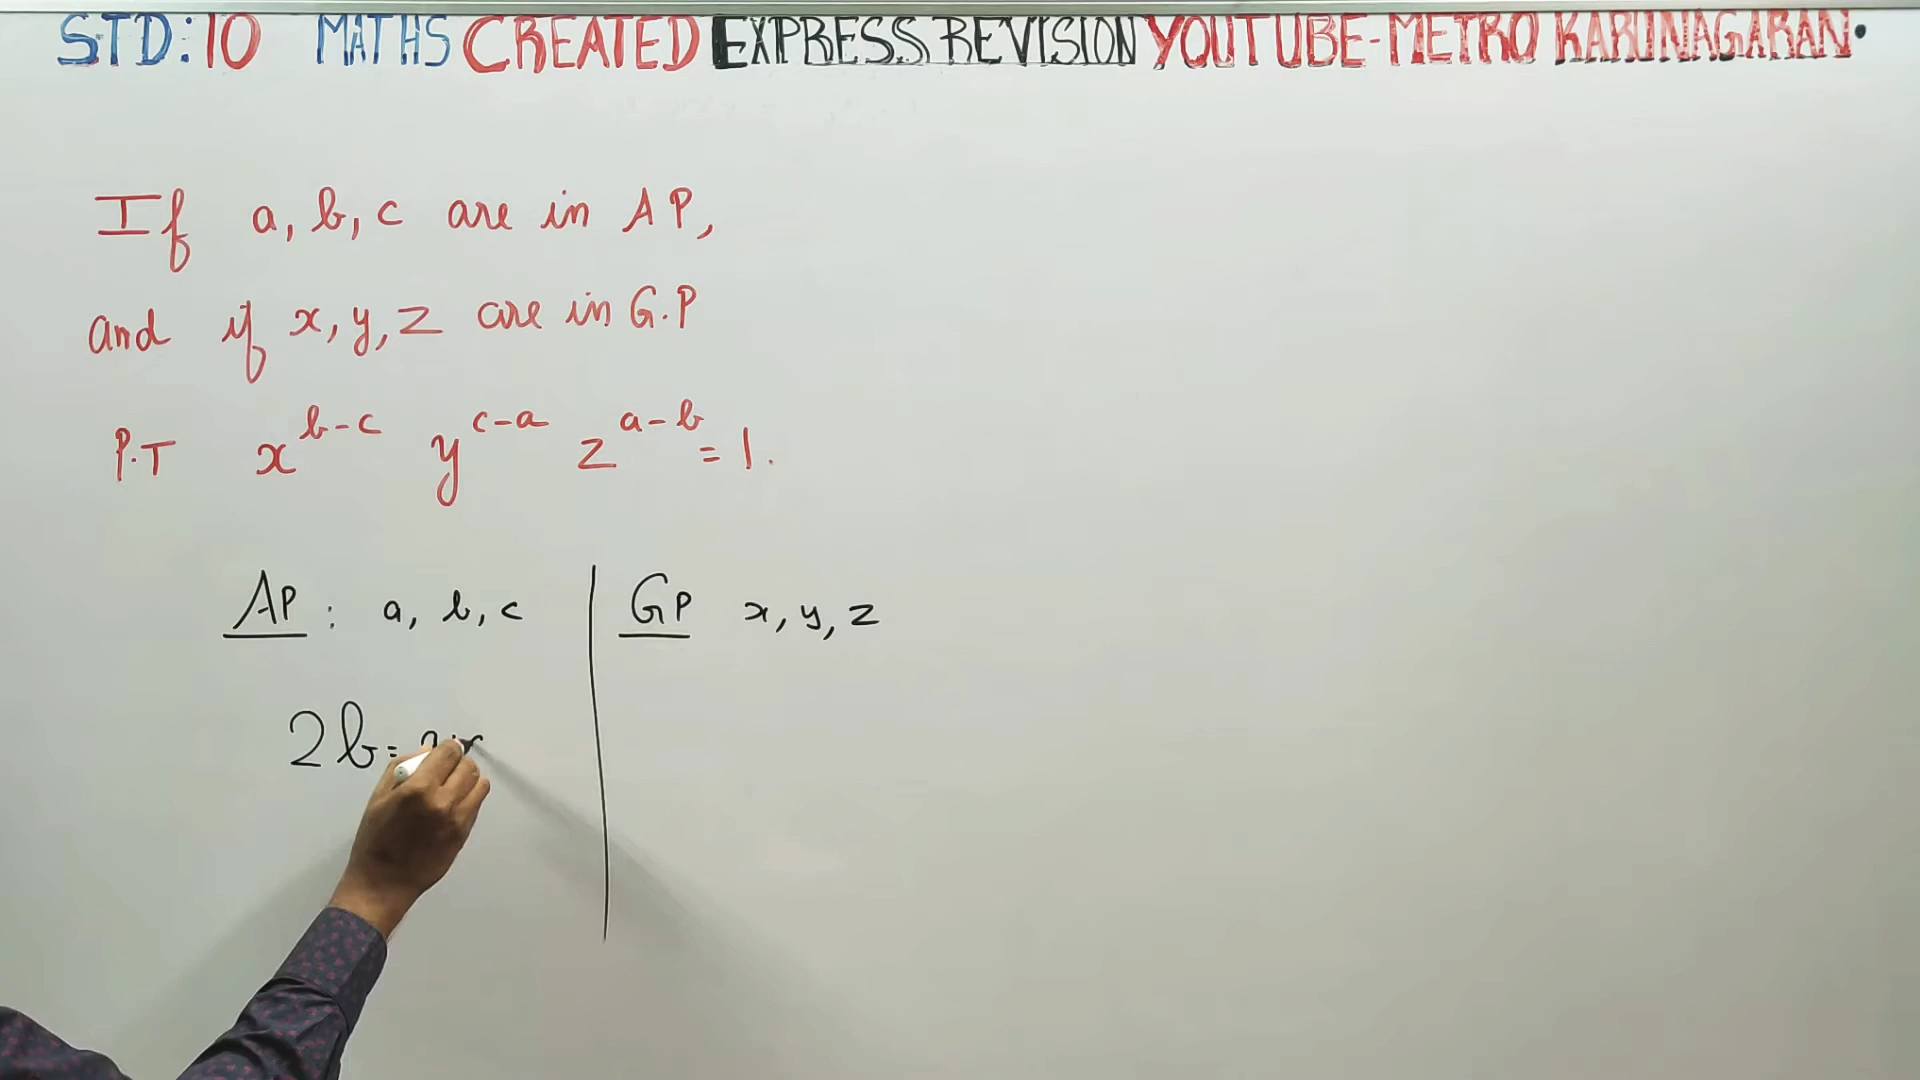 STD: 10 MATHS CREATED EXPRESS REVISION YOUTUBE-METRO KARUNAGARAN.
If a, b, c are in AP,
and if x, y, z are in G.P
P.T x^{b-c} y^{c-a} z^{a-b} = 1.
AP : a, b, c
GP x, y, z
2b =